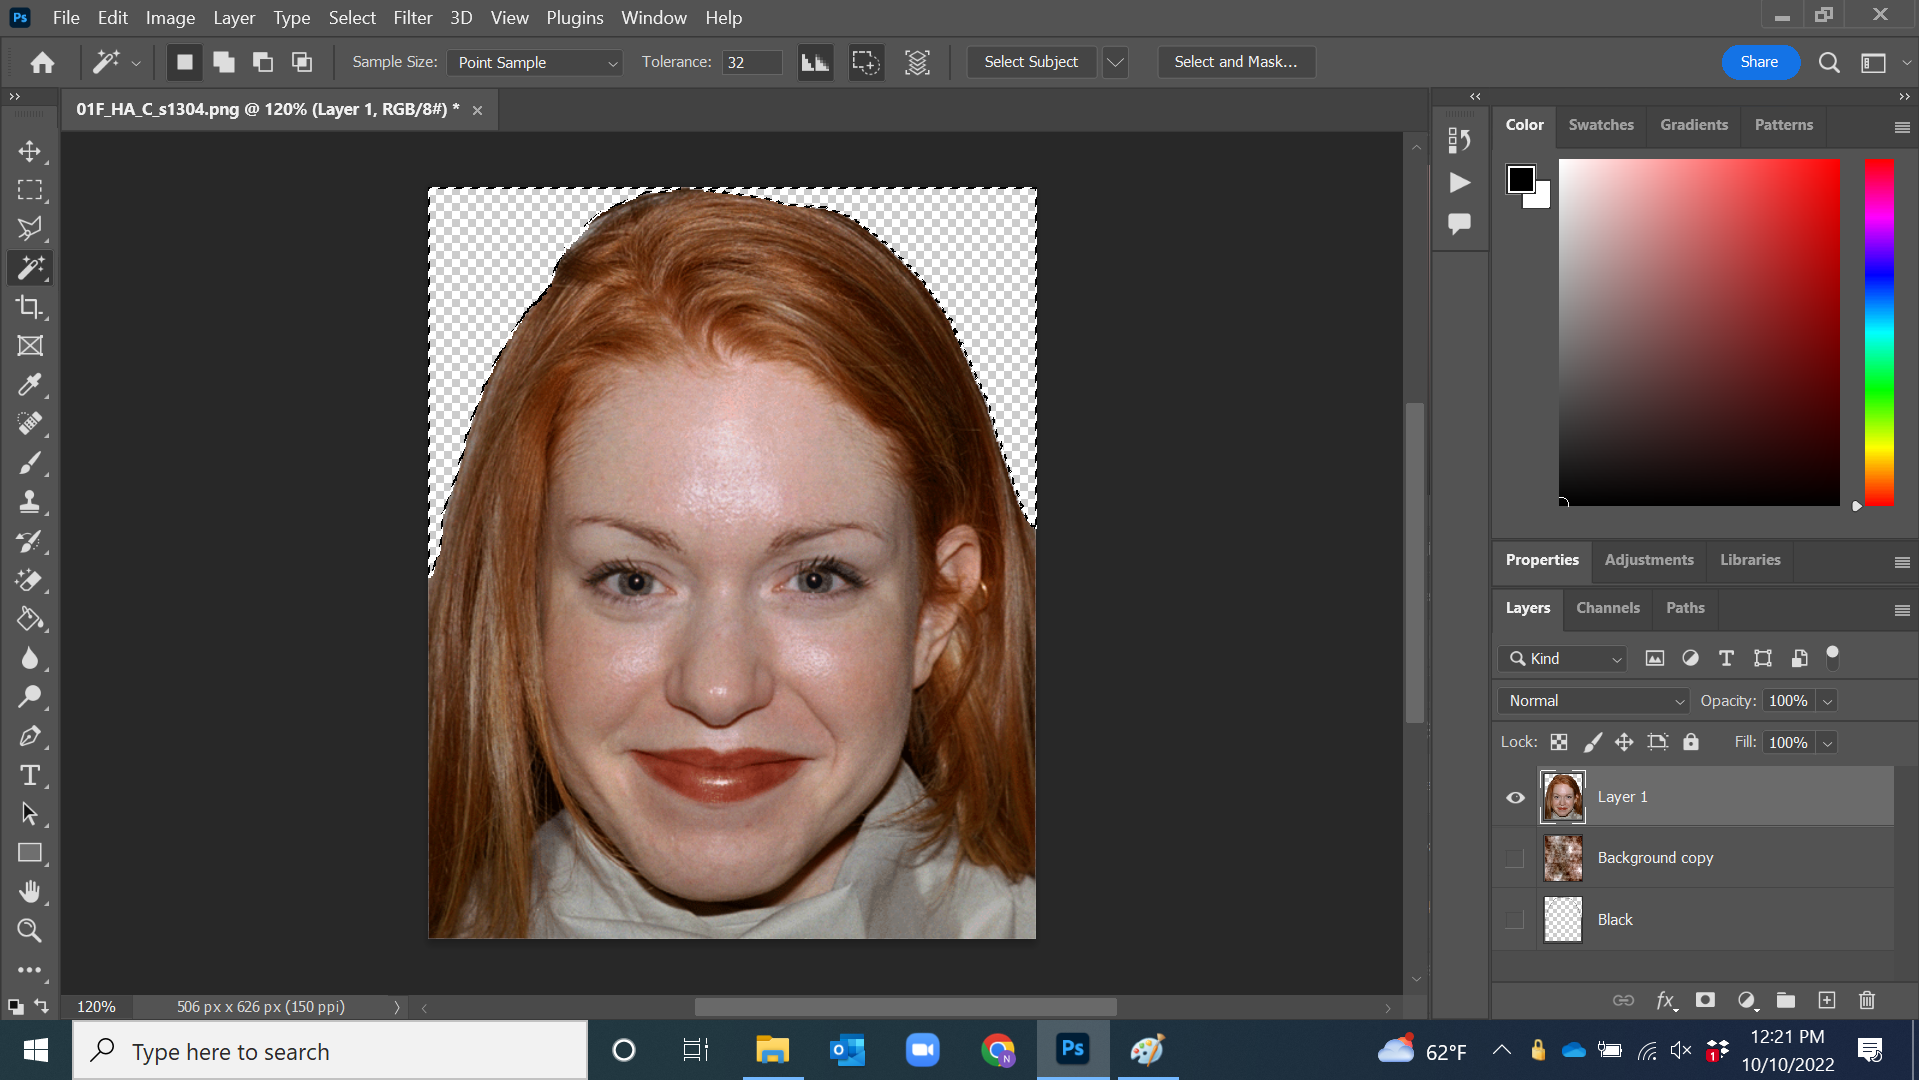 Ps File Edit Image Layer Type Select Filter 3D View Plugins Window Help
Sample Size: Point Sample Tolerance: 32 Select Subject Select and Mask... Share
01F_HA_C_s1304.png @ 120% (Layer 1, RGB/8#) *
Color Swatches Gradients Patterns
Properties Adjustments Libraries
Layers Channels Paths
Kind
Normal Opacity: 100%
Lock: Fill: 100%
Layer 1
Background copy
Black
fx
120% 506 px x 626 px (150 ppi)
Type here to search
N
Ps
62°F
1
12:21 PM
10/10/2022